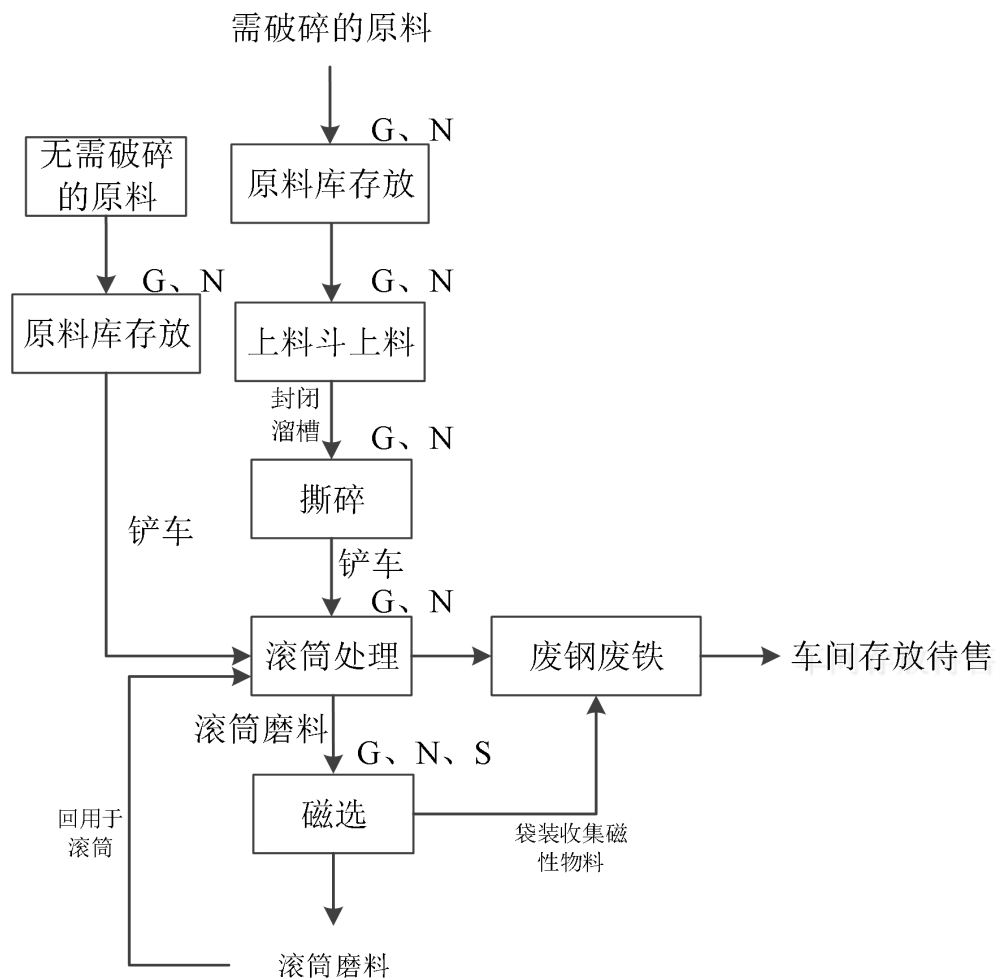 需破碎的原料
G、N
无需破碎
的原料
原料库存放
G、N
G、N
原料库存放
上料斗上料
封闭
溜槽
G、N
撕碎
铲车
铲车
G、N
滚筒处理
废钢废铁
车间存放待售
滚筒磨料
G、N、S
磁选
回用于
滚筒
袋装收集磁
性物料
滚筒磨料